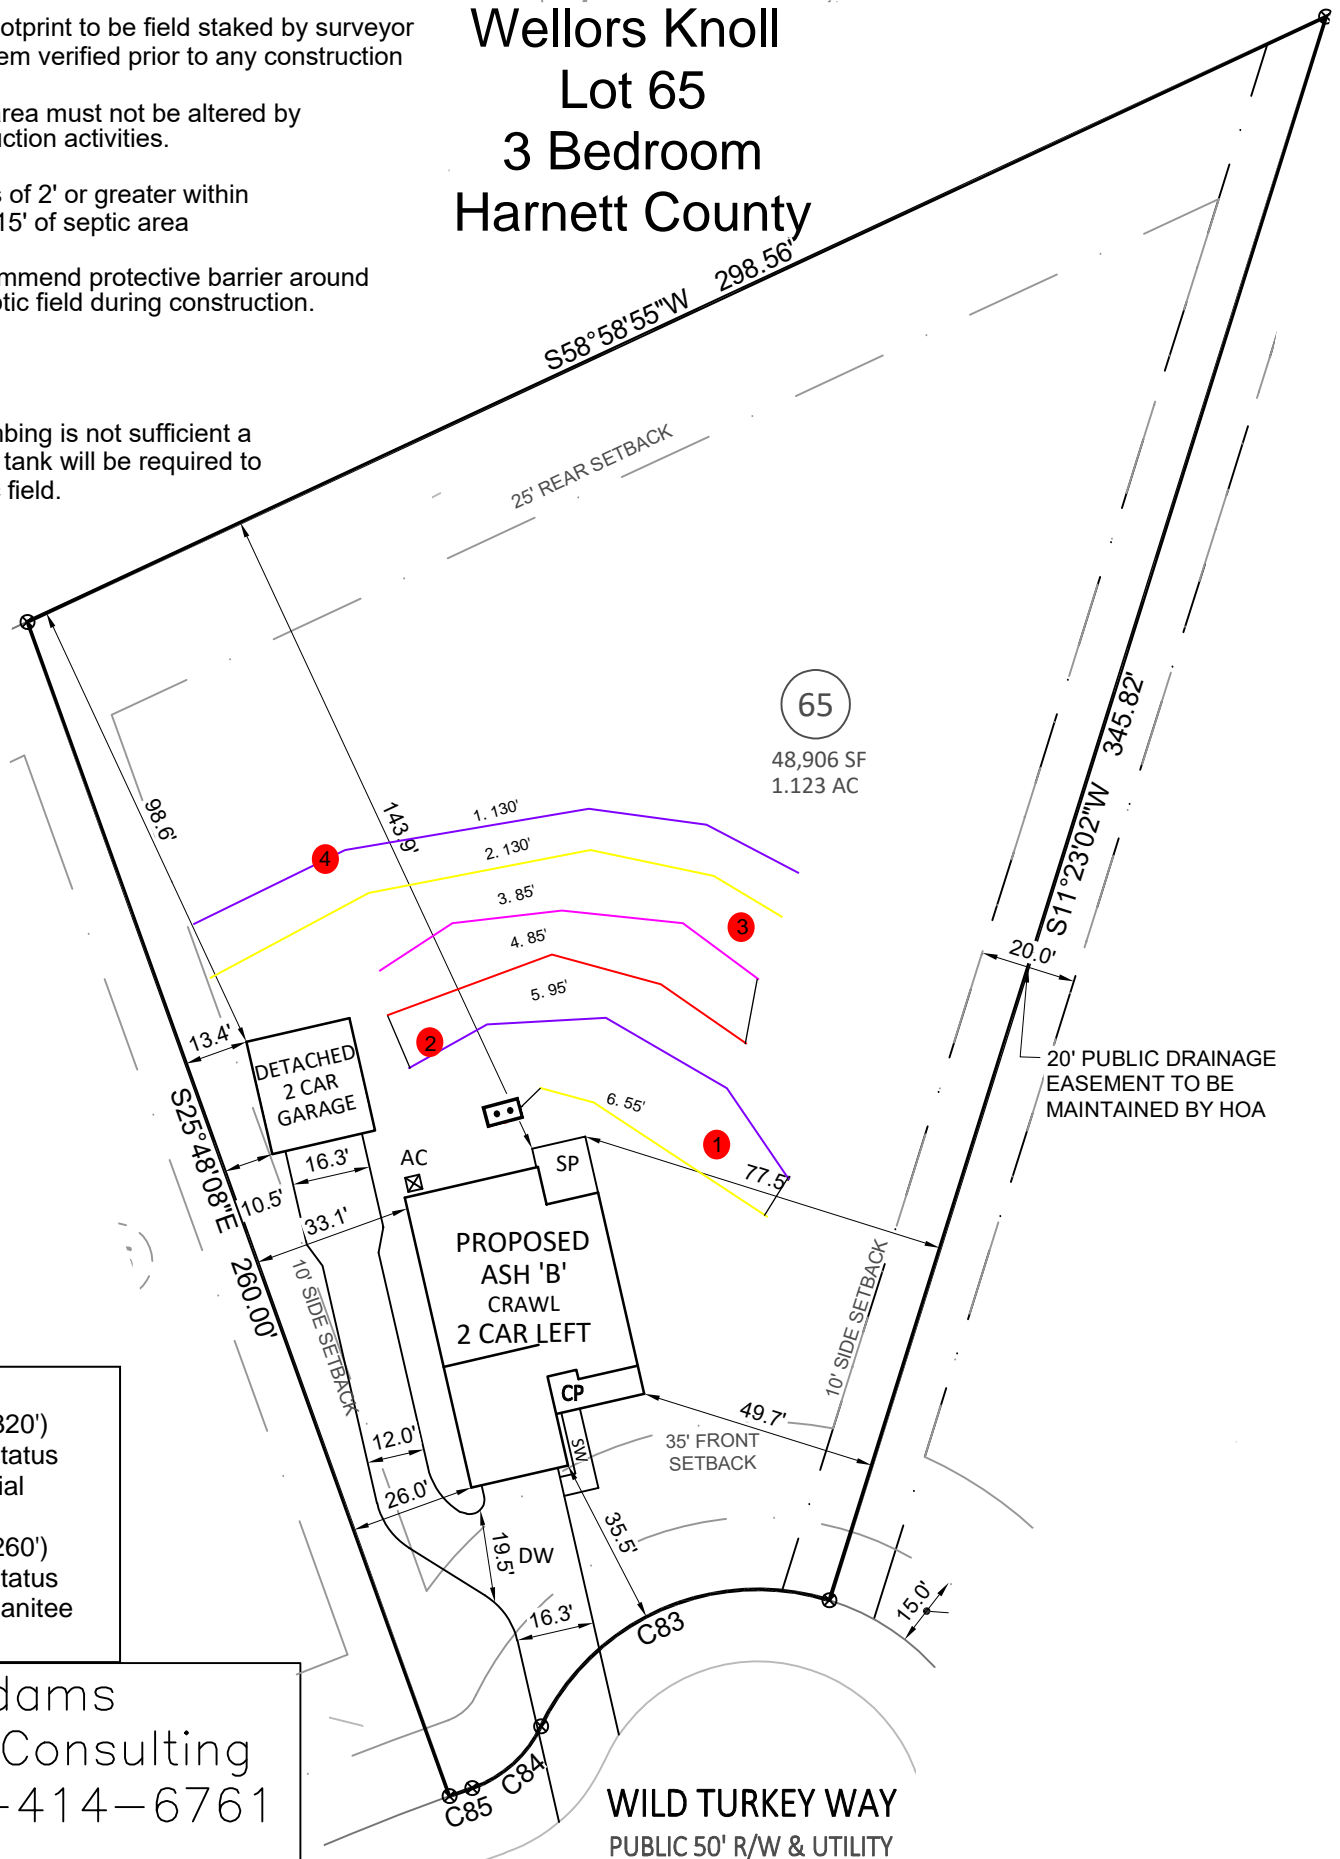 otprint to be field staked by surveyor
em verified prior to any construction
area must not be altered by
uction activities.
s of 2' or greater within
15' of septic area
mmend protective barrier around
ptic field during construction.
nbing is not sufficient a
tank will be required to
field.
Wellors Knoll
Lot 65
3 Bedroom
Harnett County
S58°58'55"W 298.56'
25' REAR SETBACK
65
48,906 SF
1.123 AC
S11°23'02"W 345.82'
98.6'
143.9'
1. 130'
2. 130'
3. 85'
4. 85'
5. 95'
6. 55'
4
3
2
1
20.0'
20' PUBLIC DRAINAGE
EASEMENT TO BE
MAINTAINED BY HOA
13.4'
DETACHED
2 CAR
GARAGE
S25°48'08"E 260.00'
16.3'
10.5'
33.1'
AC
SP
77.5'
PROPOSED
ASH 'B'
CRAWL
2 CAR LEFT
10' SIDE SETBACK
10' SIDE SETBACK
CP
SW
49.7'
35' FRONT
SETBACK
12.0'
26.0'
19.5'
DW
35.5'
16.3'
15.0'
C83
C84
C85
WILD TURKEY WAY
PUBLIC 50' R/W & UTILITY
320')
tatus
ial
260')
tatus
anitee
dams
Consulting
-414-6761